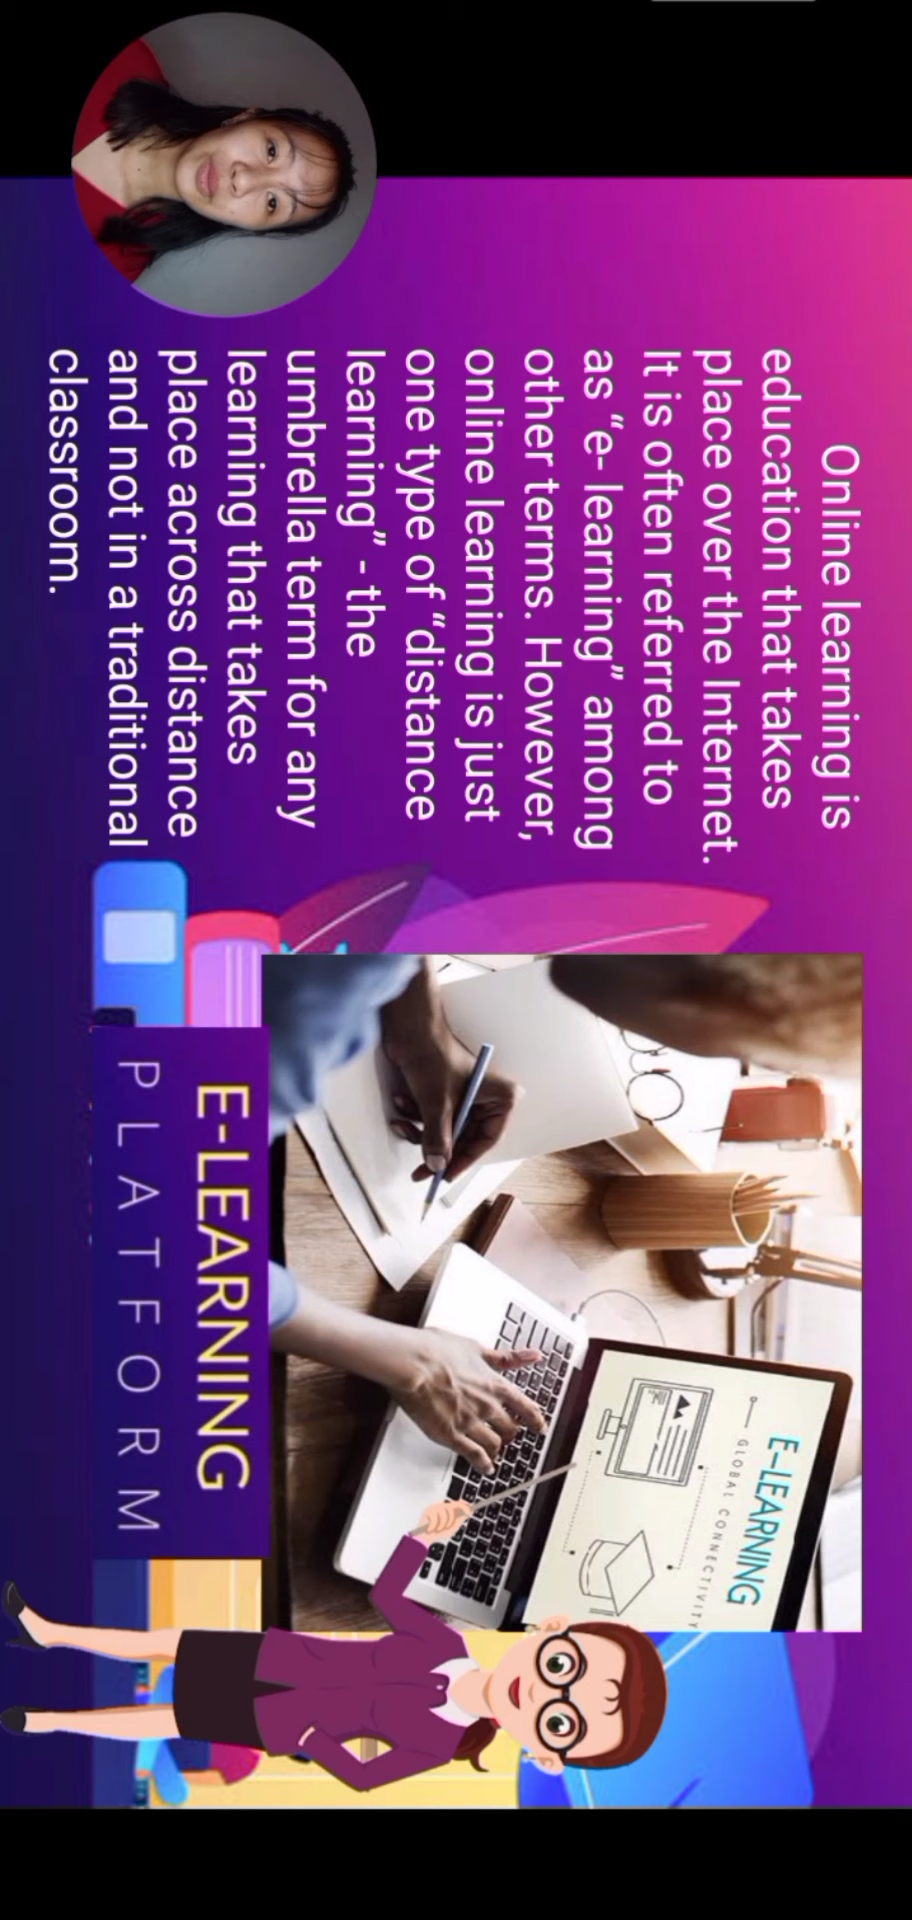 Online learning is
education that takes
place over the Internet.
It is often referred to
as “e- learning” among
other terms. However,
online learning is just
one type of “distance
learning” - the
umbrella term for any
learning that takes
place across distance
and not in a traditional
classroom.
E-LEARNING
GLOBAL CONNECTIVITY
E-LEARNING
PLATFORM